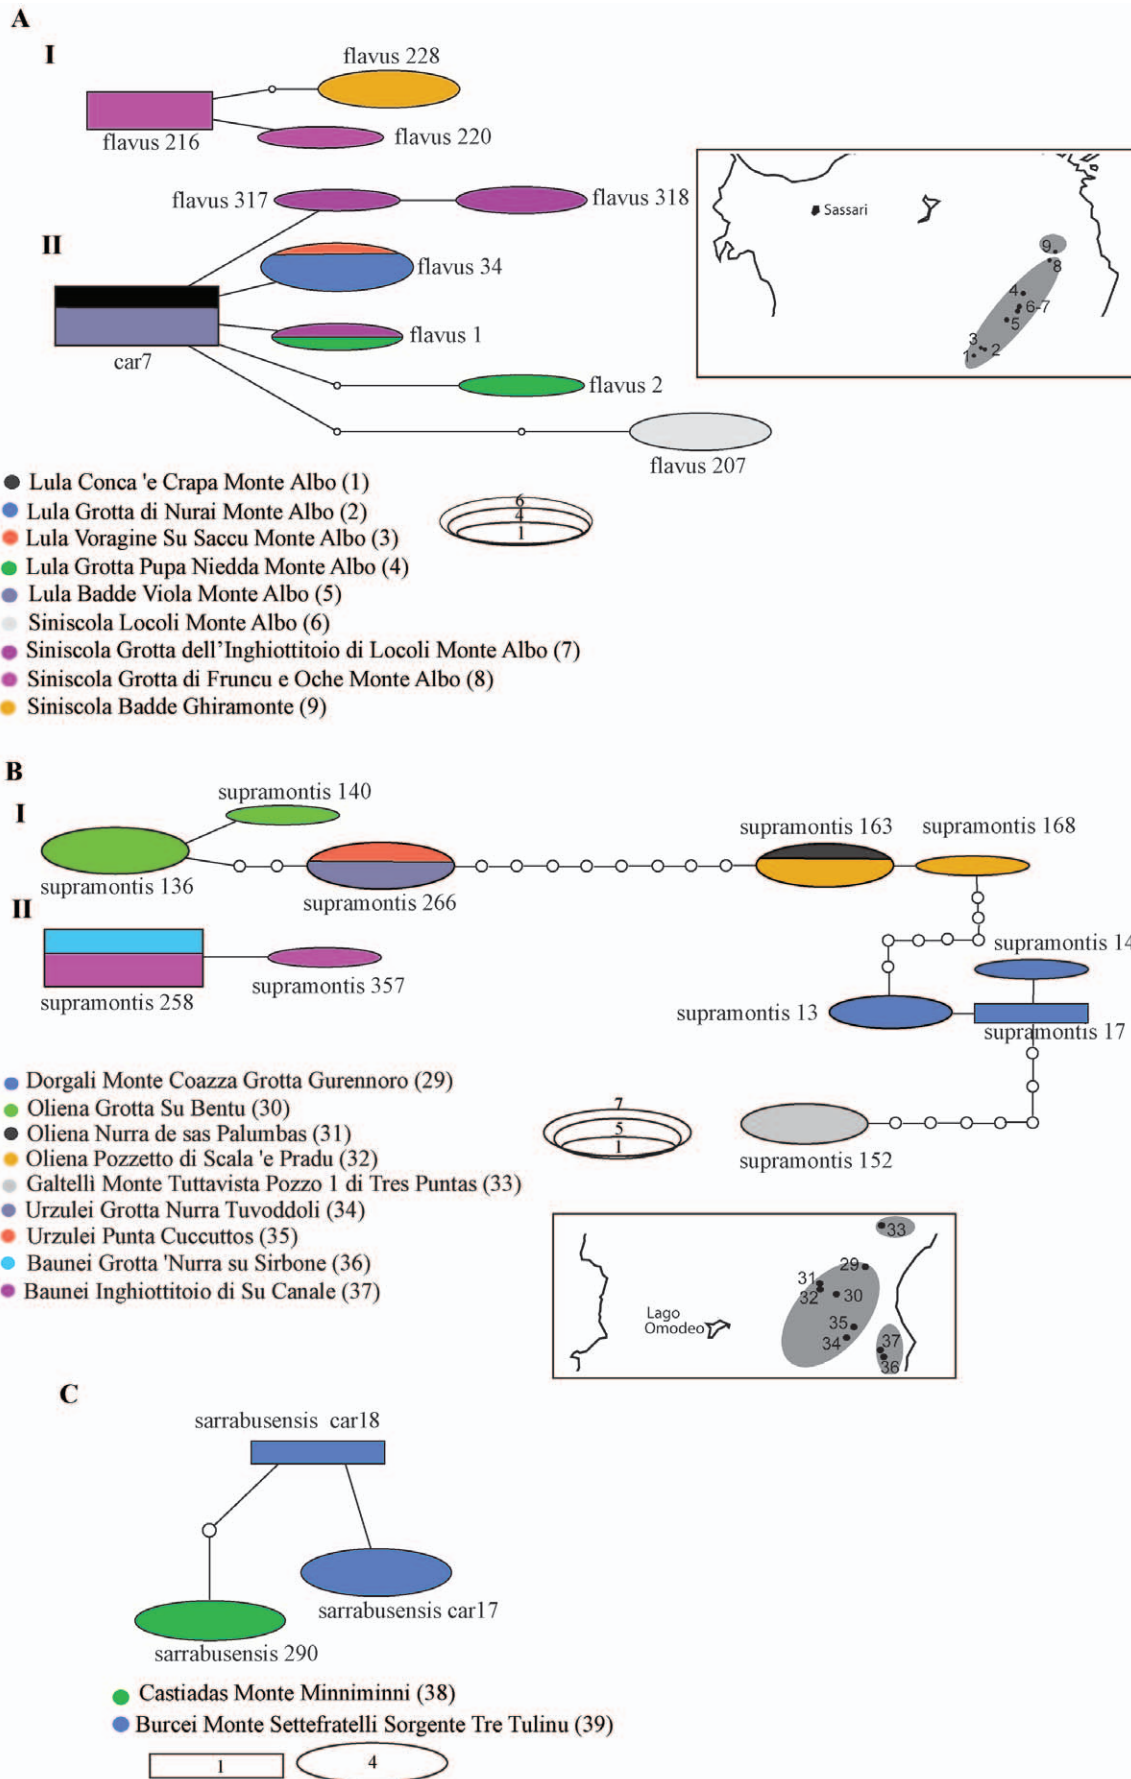 A
I
flavus 228
flavus 216
flavus 220
flavus 317
flavus 318
II
flavus 34
flavus 1
car7
flavus 2
flavus 207
Sassari
9
8
4
6-7
5
3
2
1
Lula Conca 'e Crapa Monte Albo (1)
Lula Grotta di Nurai Monte Albo (2)
Lula Voragine Su Saccu Monte Albo (3)
Lula Grotta Pupa Niedda Monte Albo (4)
Lula Badde Viola Monte Albo (5)
Siniscola Locoli Monte Albo (6)
Siniscola Grotta dell’Inghiottitoio di Locoli Monte Albo (7)
Siniscola Grotta di Fruncu e Oche Monte Albo (8)
Siniscola Badde Ghiramonte (9)
6
4
1
B
I
supramontis 140
supramontis 136
supramontis 266
supramontis 163
supramontis 168
II
supramontis 258
supramontis 357
supramontis 14
supramontis 13
supramontis 17
supramontis 152
Dorgali Monte Coazza Grotta Gurennoro (29)
Oliena Grotta Su Bentu (30)
Oliena Nurra de sas Palumbas (31)
Oliena Pozzetto di Scala 'e Pradu (32)
Galtellì Monte Tuttavista Pozzo 1 di Tres Puntas (33)
Urzulei Grotta Nurra Tuvoddoli (34)
Urzulei Punta Cuccuttos (35)
Baunei Grotta 'Nurra su Sirbone (36)
Baunei Inghiottitoio di Su Canale (37)
7
5
1
33
29
31
32
30
35
34
37
36
Lago
Omodeo
C
sarrabusensis car18
sarrabusensis car17
sarrabusensis 290
Castiadas Monte Minniminni (38)
Burcei Monte Settefratelli Sorgente Tre Tulinu (39)
1
4